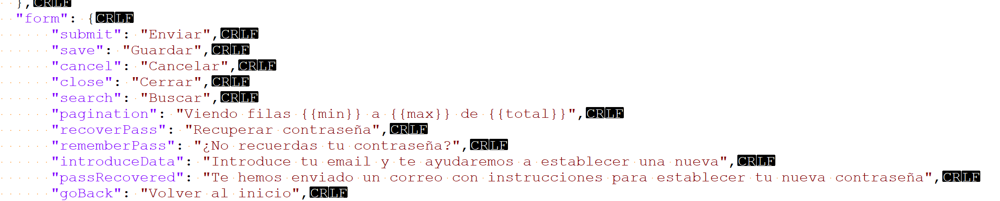 },CRLF
"form": {CRLF
"submit": "Enviar",CRLF
"save": "Guardar",CRLF
"cancel": "Cancelar",CRLF
"close": "Cerrar",CRLF
"search": "Buscar",CRLF
"pagination": "Viendo filas {{min}} a {{max}} de {{total}}",CRLF
"recoverPass": "Recuperar contraseña",CRLF
"rememberPass": "¿No recuerdas tu contraseña?",CRLF
"introduceData": "Introduce tu email y te ayudaremos a establecer una nueva",CRLF
"passRecovered": "Te hemos enviado un correo con instrucciones para establecer tu nueva contraseña",CRLF
"goBack": "Volver al inicio",CRLF